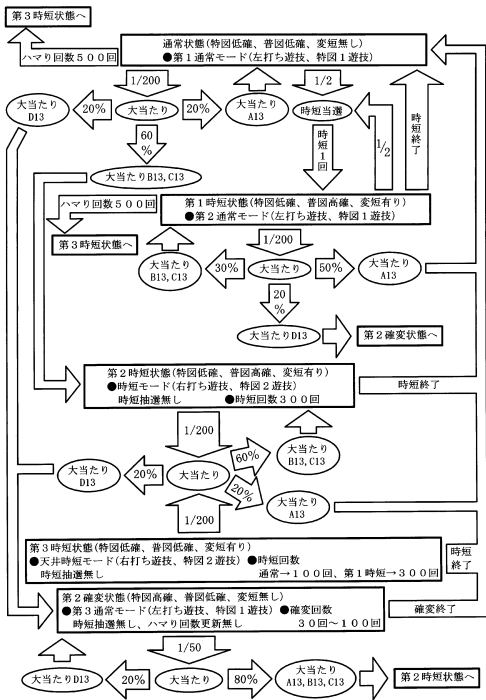 第３時短状態へ
通常状態(特図低確、普図低確、変短無し)
●第１通常モード(左打ち遊技、特図１遊技)
ハマり回数５００回
1/200
1/2
大当たり
D13
20%
大当たり
20%
大当たり
A13
時短当選
60
%
時短1回
1/2
時短終了
大当たりB13,C13
ハマり回数５００回
第１時短状態(特図低確、普図高確、変短有り)
●第２通常モード(左打ち遊技、特図１遊技)
第３時短状態へ
1/200
大当たり
B13,C13
30%
大当たり
50%
大当たり
A13
20
%
大当たりD13
第２確変状態へ
第２時短状態(特図低確、普図高確、変短有り)
●時短モード(右打ち遊技、特図２遊技)
時短抽選無し ●時短回数３００回
時短終了
1/200
大当たり
D13
20%
大当たり
60%
大当たり
B13,C13
20%
大当たり
A13
1/200
第３時短状態(特図低確、普図低確、変短有り)
●天井時短モード(右打ち遊技、特図２遊技) ●時短回数
時短抽選無し 通常→１００回、第１時短→３００回
時短
終了
第２確変状態(特図高確、普図低確、変短無し)
●第３通常モード(左打ち遊技、特図１遊技) ●確変回数
時短抽選無し、ハマり回数更新無し ３０回～１００回
確変終了
1/50
大当たりD13
20%
大当たり
80%
大当たり
A13,B13,C13
第２時短状態へ